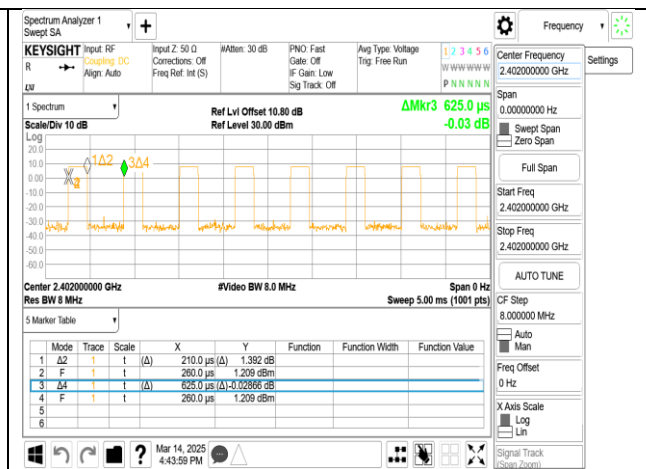 Spectrum Analyzer 1
Swept SA
+
Frequency
KEYSIGHT
Input: RF
Coupling: DC
Align: Auto
Input Z: 50 Ω
Corrections: Off
Freq Ref: Int (S)
#Atten: 30 dB
PNO: Fast
Gate: Off
IF Gain: Low
Sig Track: Off
Avg Type: Voltage
Trig: Free Run
1 2 3 4 5 6
W W W W W W
P N N N N N
R
LXI
Center Frequency
2.402000000 GHz
Settings
Span
0.00000000 Hz
Swept Span
Zero Span
Full Span
Start Freq
2.402000000 GHz
Stop Freq
2.402000000 GHz
AUTO TUNE
CF Step
8.000000 MHz
Auto
Man
Freq Offset
0 Hz
X Axis Scale
Log
Lin
Signal Track
(Span Zoom)
1 Spectrum
Scale/Div 10 dB
Ref Lvl Offset 10.80 dB
Ref Level 30.00 dBm
ΔMkr3 625.0 µs
-0.03 dB
Log
20.0
10.0
0.00
-10.0
-20.0
-30.0
-40.0
-50.0
-60.0
1Δ2
3Δ4
Center 2.402000000 GHz
Res BW 8 MHz
#Video BW 8.0 MHz
Span 0 Hz
Sweep 5.00 ms (1001 pts)
5 Marker Table
Mode Trace Scale X Y Function Function Width Function Value
1 Δ2 1 t (Δ) 210.0 µs (Δ) 1.392 dB
2 F 1 t 260.0 µs 1.209 dBm
3 Δ4 1 t (Δ) 625.0 µs (Δ) -0.02866 dB
4 F 1 t 260.0 µs 1.209 dBm
5
6
?
Mar 14, 2025
4:43:59 PM